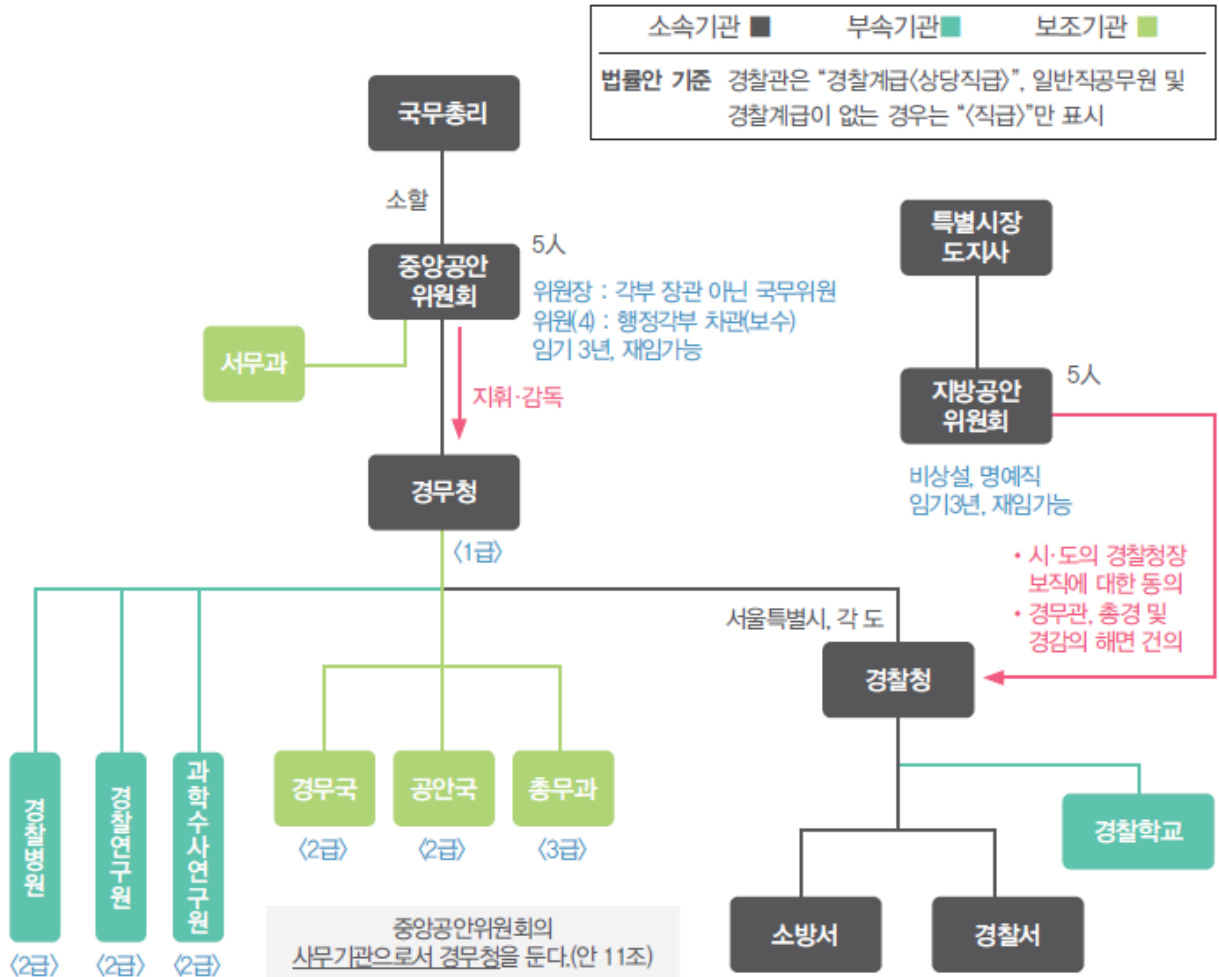 소속기관 ■ 부속기관■ 보조기관 ■
법률안 기준 경찰관은 “경찰계급〈상당직급〉”, 일반직공무원 및
경찰계급이 없는 경우는 “〈직급〉”만 표시
국무총리
소할
중앙공안
위원회
5人
위원장 : 각부 장관 아닌 국무위원
위원(4) : 행정각부 차관(보수)
임기 3년, 재임가능
서무과
지휘·감독
경무청
〈1급〉
특별시장
도지사
지방공안
위원회
5人
비상설, 명예직
임기3년, 재임가능
• 시·도의 경찰청장
보직에 대한 동의
• 경무관, 총경 및
경감의 해면 건의
서울특별시, 각 도
경찰청
경찰병원
〈2급〉
경찰연구원
〈2급〉
과학수사연구원
〈2급〉
경무국
〈2급〉
공안국
〈2급〉
총무과
〈3급〉
경찰학교
소방서
경찰서
중앙공안위원회의
사무기관으로서 경무청을 둔다.(안 11조)